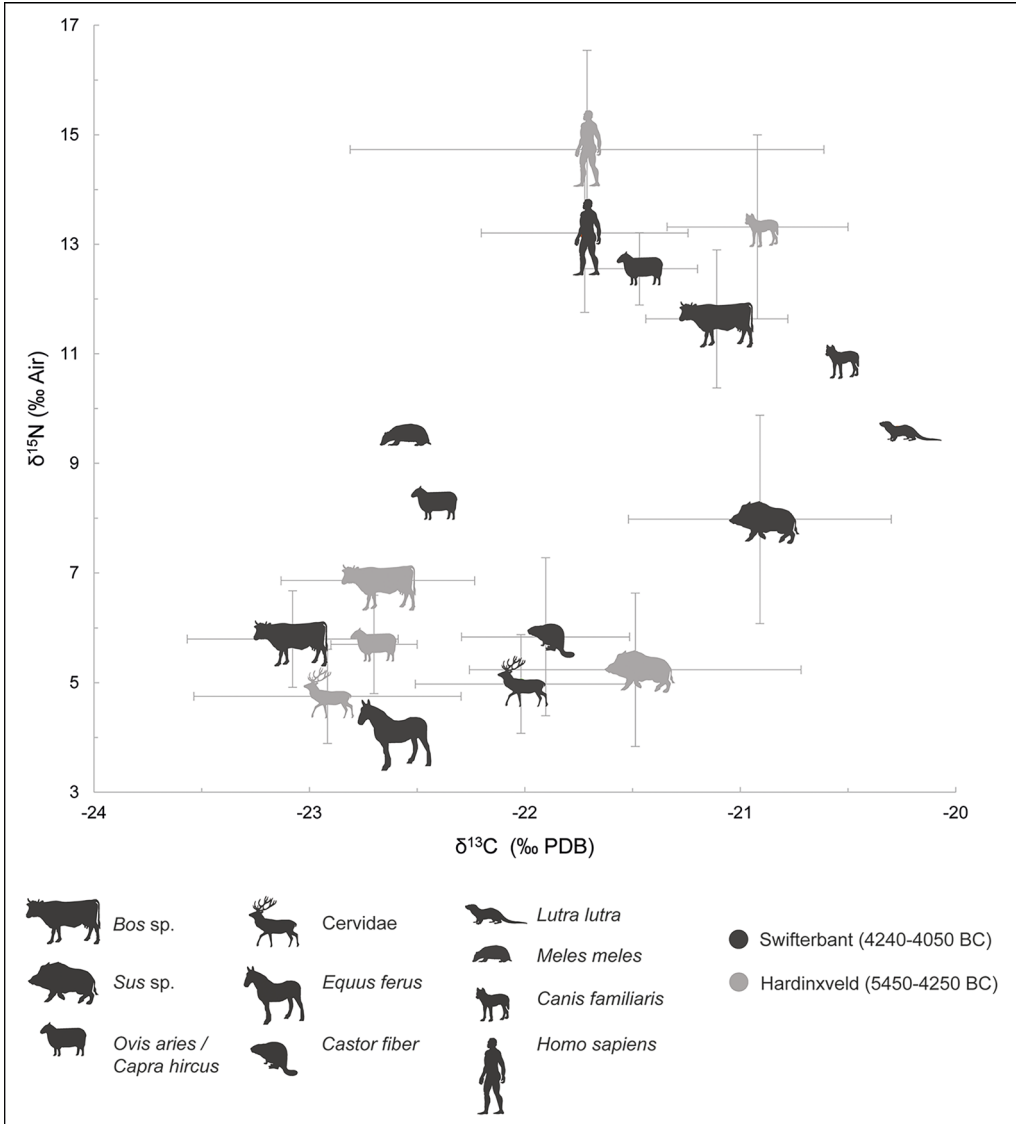 17
15
13
11
9
7
5
3
δ¹⁵N (‰ Air)
-24 -23 -22 -21 -20
δ¹³C (‰ PDB)
Bos sp.
Sus sp.
Ovis aries /
Capra hircus
Cervidae
Equus ferus
Castor fiber
Lutra lutra
Meles meles
Canis familiaris
Homo sapiens
Swifterbant (4240-4050 BC)
Hardinxveld (5450-4250 BC)